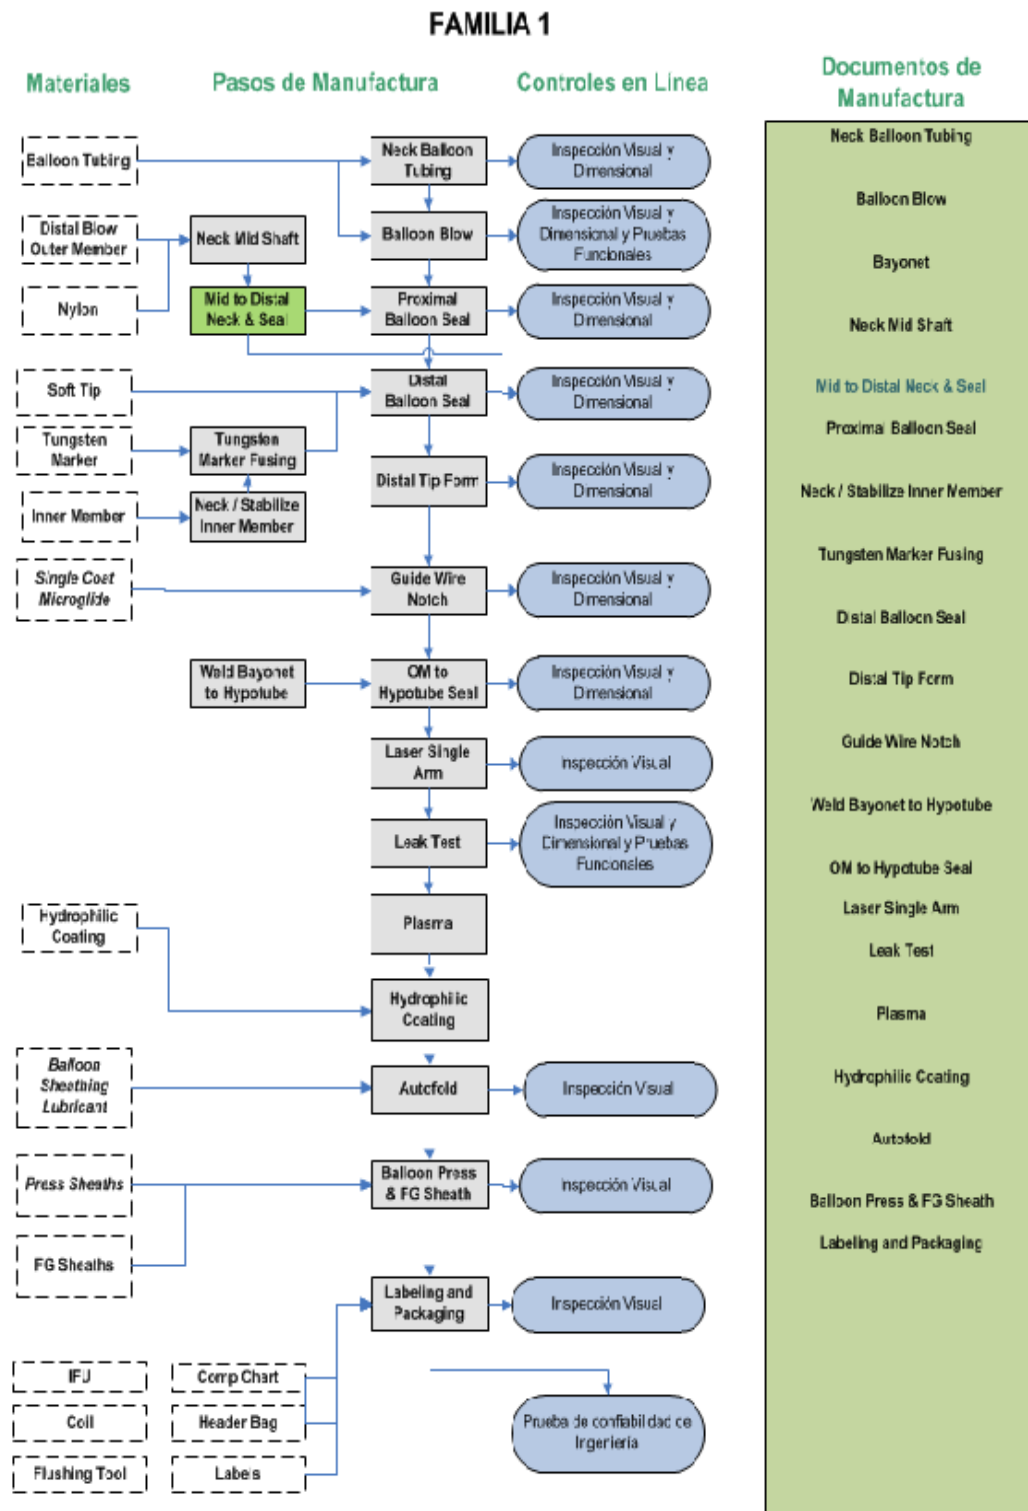 FAMILIA 1
Materiales
Pasos de Manufactura
Controles en Linea
Documentos de
Manufactura
Balloon Tubing
Neck Balloon
Tubing
Inspección Visual y
Dimensional
Distal Blow
Outer Member
Neck Mid Shaft
Balloon Blow
Inspección Visual y
Dimensional y Pruebas
Funcionales
Nylon
Mid to Distal
Neck & Seal
Proximal
Balloon Seal
Inspección Visual y
Dimensional
Soft Tip
Distal
Balloon Seal
Inspección Visual y
Dimensional
Tungsten
Marker
Tungsten
Marker Fusing
Distal Tip Form
Inspección Visual y
Dimensional
Inner Member
Neck / Stabilize
Inner Member
Single Coat
Microglide
Guide Wire
Notch
Inspección Visual y
Dimensional
Weld Bayonet
to Hypotube
OM to
Hypotube Seal
Inspección Visual y
Dimensional
Laser Single
Arm
Inspección Visual
Leak Test
Inspección Visual y
Dimensional y Pruebas
Funcionales
Plasma
Hydrophilic
Coating
Hydrophilic
Coating
Balloon
Sheathing
Lubricant
Autofold
Inspección Visual
Press Sheaths
Balloon Press
& FG Sheath
Inspección Visual
FG Sheaths
Labeling and
Packaging
Inspección Visual
IFU
Comp Chart
Coil
Header Bag
Prueba de confiabilidad de
Ingeniería
Flushing Tool
Labels
Neck Balloon Tubing
Balloon Blow
Bayonet
Neck Mid Shaft
Mid to Distal Neck & Seal
Proximal Balloon Seal
Neck / Stabilize Inner Member
Tungsten Marker Fusing
Distal Balloon Seal
Distal Tip Form
Guide Wire Notch
Weld Bayonet to Hypotube
OM to Hypotube Seal
Laser Single Arm
Leak Test
Plasma
Hydrophilic Coating
Autofold
Balloon Press & FG Sheath
Labeling and Packaging